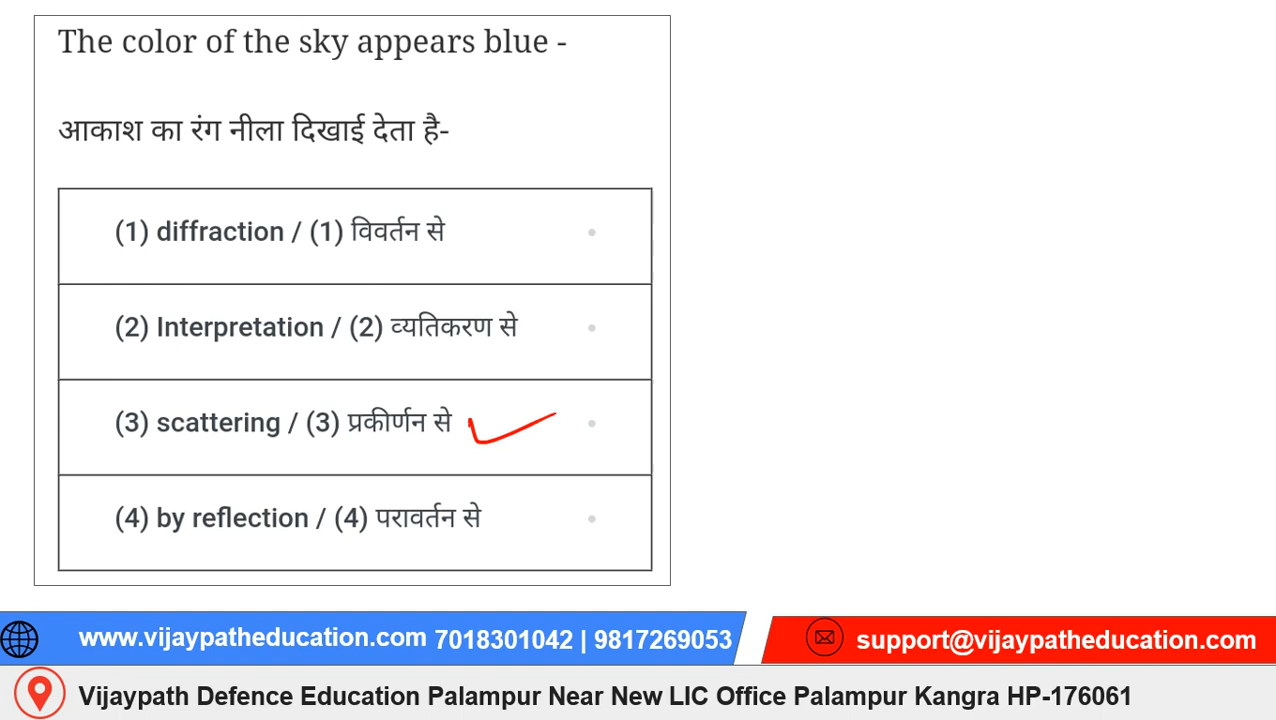 The color of the sky appears blue -
आकाश का रंग नीला दिखाई देता है-
(1) diffraction / (1) विवर्तन से
(2) Interpretation / (2) व्यतिकरण से
(3) scattering / (3) प्रकीर्णन से
(4) by reflection / (4) परावर्तन से
www.vijaypatheducation.com 7018301042 | 9817269053
support@vijaypatheducation.com
Vijaypath Defence Education Palampur Near New LIC Office Palampur Kangra HP-176061